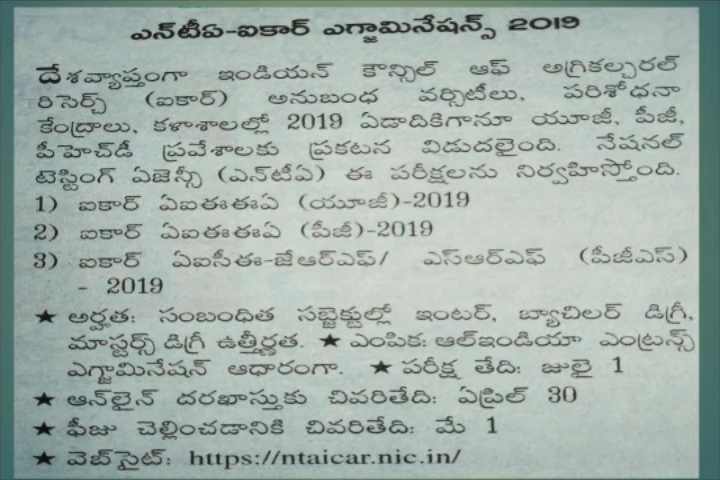 ఎన్‌టీఏ-ఐకార్ ఎగ్జామినేషన్స్ 2019
దేశవ్యాప్తంగా ఇండియన్ కౌన్సిల్ ఆఫ్ అగ్రికల్చరల్
రిసెర్చ్ (ఐకార్) అనుబంధ వర్సిటీలు, పరిశోధనా
కేంద్రాలు, కళాశాలల్లో 2019 ఏడాదికిగానూ యూజీ, పీజీ,
పీహెచ్‌డీ ప్రవేశాలకు ప్రకటన విడుదలైంది. నేషనల్
టెస్టింగ్ ఏజెన్సీ (ఎన్‌టీఏ) ఈ పరీక్షలను నిర్వహిస్తోంది.
1) ఐకార్ ఏఐఈఈఏ (యూజీ)-2019
2) ఐకార్ ఏఐఈఈఏ (పీజీ)-2019
3) ఐకార్ ఏఐసీఈ-జేఆర్ఎఫ్/ ఎస్ఆర్ఎఫ్ (పీజీఎస్)
- 2019
★ అర్హత: సంబందిత సబ్జెక్టుల్లో ఇంటర్, బ్యాచిలర్ డిగ్రీ,
మాస్టర్స్ డిగ్రీ ఉత్తీర్ణత. ★ ఎంపిక: ఆల్ఇండియా ఎంట్రన్స్
ఎగ్జామినేషన్ ఆధారంగా. ★ పరీక్ష తేది: జులై 1
★ ఆన్‌లైన్ దరఖాస్తుకు చివరితేది: ఏప్రిల్ 30
★ ఫీజు చెల్లించడానికి చివరితేది: మే 1
★ వెబ్‌సైట్: https://ntaicar.nic.in/